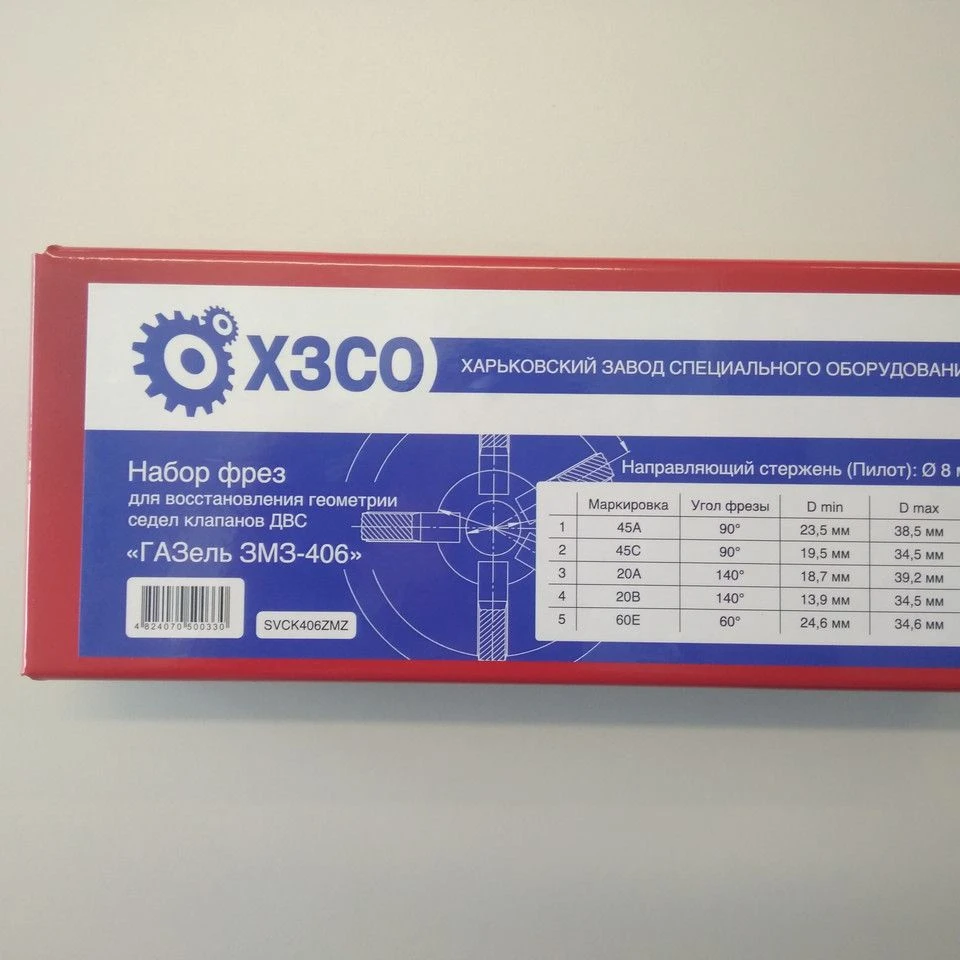 ХЗСО
ХАРЬКОВСКИЙ ЗАВОД СПЕЦИАЛЬНОГО ОБОРУДОВАНИ
Набор фрез
для восстановления геометрии
седел клапанов ДВС
«ГАЗель ЗМЗ-406»
4 824070 500330
SVCK406ZMZ
Направляющий стержень (Пилот): Ø 8 м
Маркировка Угол фрезы D min D max
1 45A 90° 23,5 мм 38,5 мм
2 45C 90° 19,5 мм 34,5 мм
3 20A 140° 18,7 мм 39,2 мм
4 20B 140° 13,9 мм 34,5 мм
5 60E 60° 24,6 мм 34,6 мм